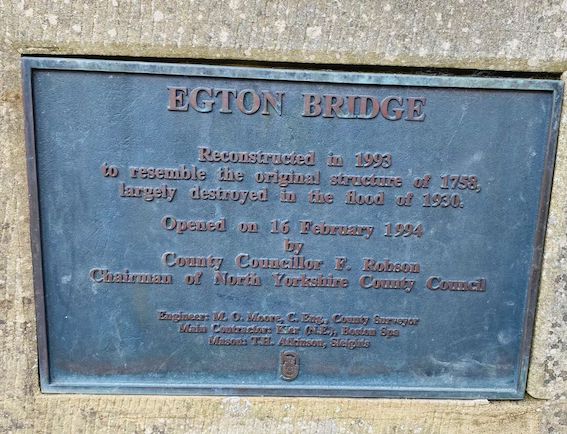 EGTON BRIDGE
Reconstructed in 1993
to resemble the original structure of 1758,
largely destroyed in the flood of 1930.
Opened on 16 February 1994
by
County Councillor F. Robson
Chairman of North Yorkshire County Council
Engineer: M. O. Moore, C. Eng., County Surveyor
Main Contractor: Kier (N.E.), Boston Spa
Mason: T.H. Atkinson, Sleights